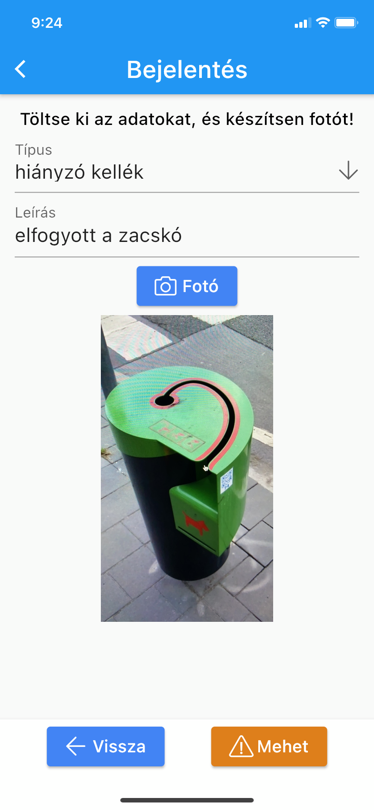 9:24
Bejelentés
Töltse ki az adatokat, és készítsen fotót!
Típus
hiányzó kellék
Leírás
elfogyott a zacskó
Fotó
Vissza
Mehet